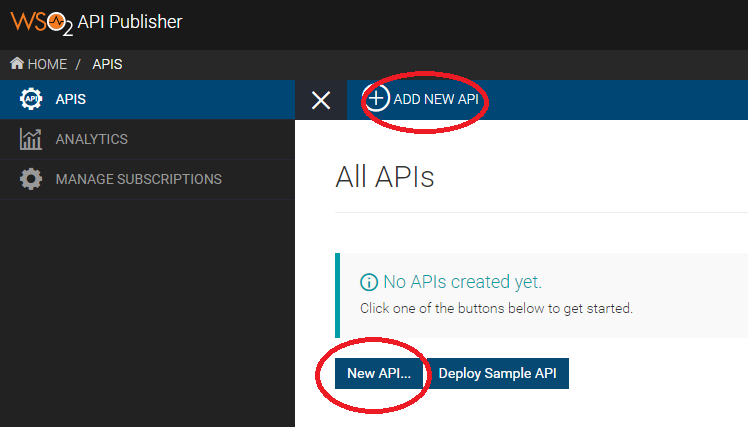 WSO2 API Publisher
HOME / APIS
APIS
ADD NEW API
ANALYTICS
MANAGE SUBSCRIPTIONS
All APIs
No APIs created yet.
Click one of the buttons below to get started.
New API... Deploy Sample API